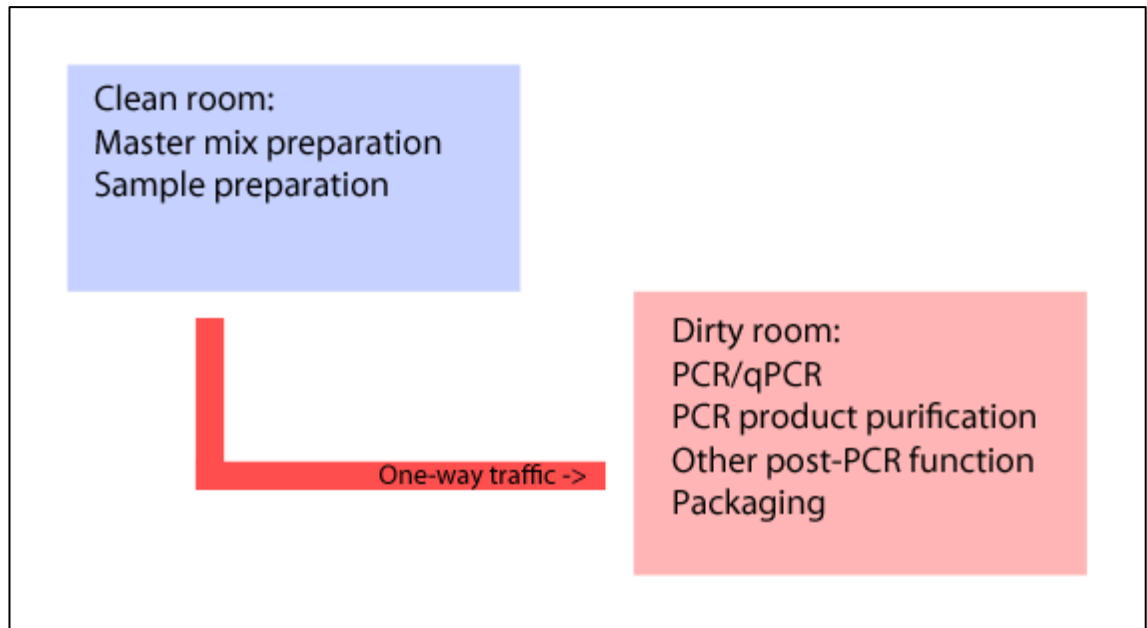 Clean room:
Master mix preparation
Sample preparation
One-way traffic ->
Dirty room:
PCR/qPCR
PCR product purification
Other post-PCR function
Packaging